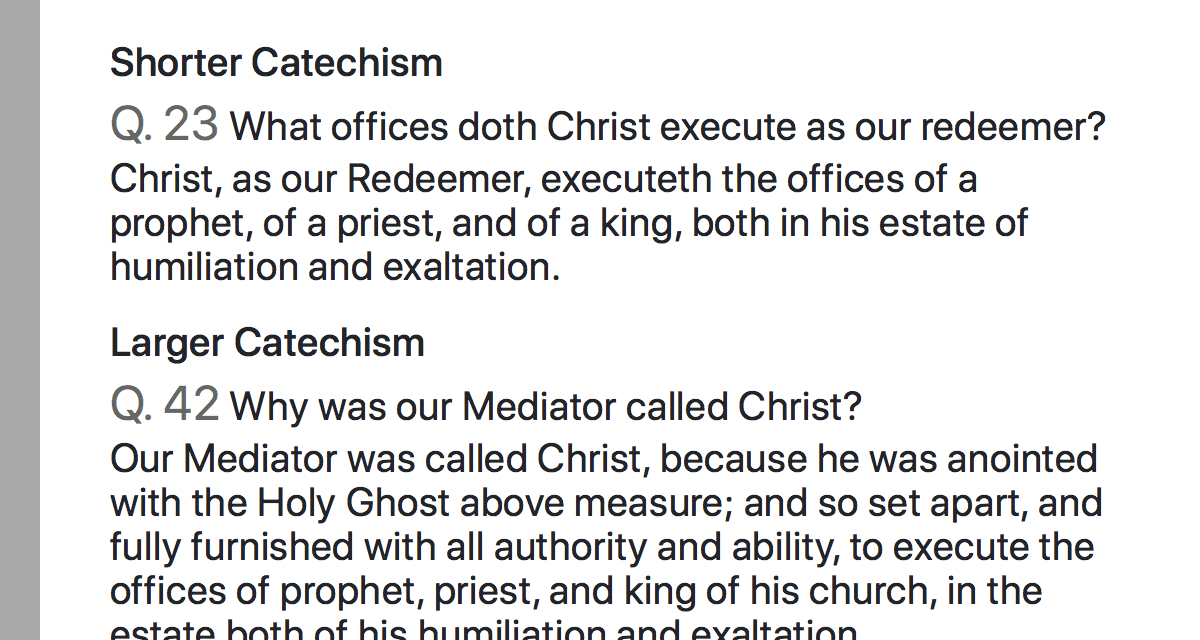 Shorter Catechism
Q. 23 What offices doth Christ execute as our redeemer?
Christ, as our Redeemer, executeth the offices of a
prophet, of a priest, and of a king, both in his estate of
humiliation and exaltation.
Larger Catechism
Q. 42 Why was our Mediator called Christ?
Our Mediator was called Christ, because he was anointed
with the Holy Ghost above measure; and so set apart, and
fully furnished with all authority and ability, to execute the
offices of prophet, priest, and king of his church, in the
estate both of his humiliation and exaltation.